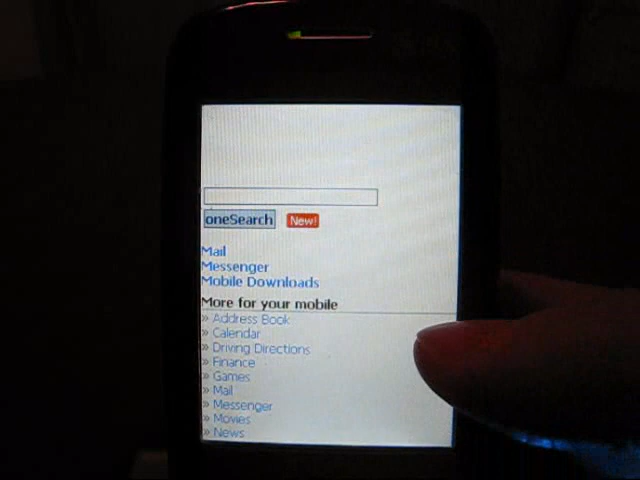 oneSearch New!
Mail
Messenger
Mobile Downloads
More for your mobile
» Address Book
» Calendar
» Driving Directions
» Finance
» Games
» Mail
» Messenger
» Movies
» News